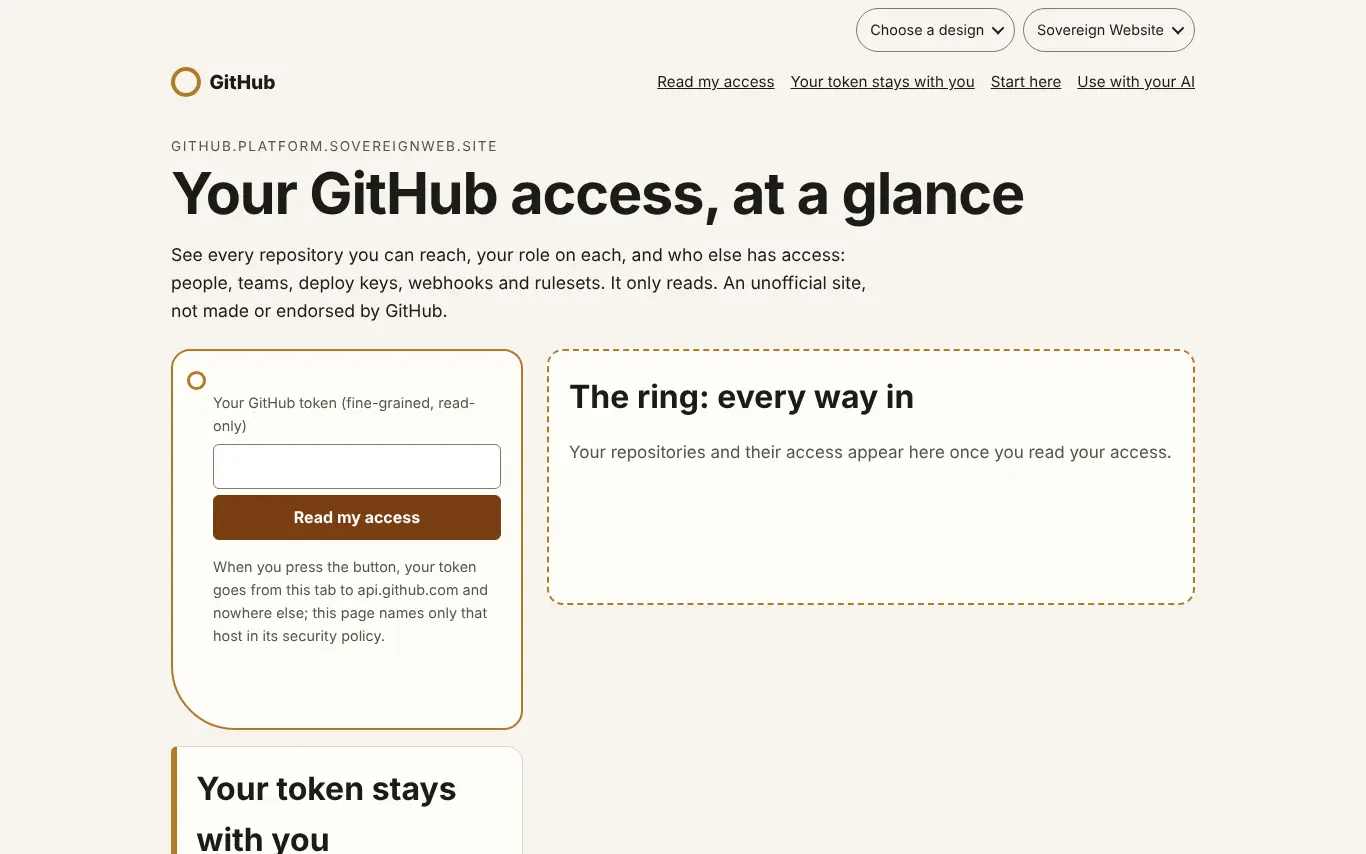 Choose a design
Sovereign Website
GitHub
Read my access
Your token stays with you
Start here
Use with your AI
GITHUB.PLATFORM.SOVEREIGNWEB.SITE
Your GitHub access, at a glance
See every repository you can reach, your role on each, and who else has access:
people, teams, deploy keys, webhooks and rulesets. It only reads. An unofficial site,
not made or endorsed by GitHub.
Your GitHub token (fine-grained, read-
only)
Read my access
When you press the button, your token
goes from this tab to api.github.com and
nowhere else; this page names only that
host in its security policy.
The ring: every way in
Your repositories and their access appear here once you read your access.
Your token stays
with you